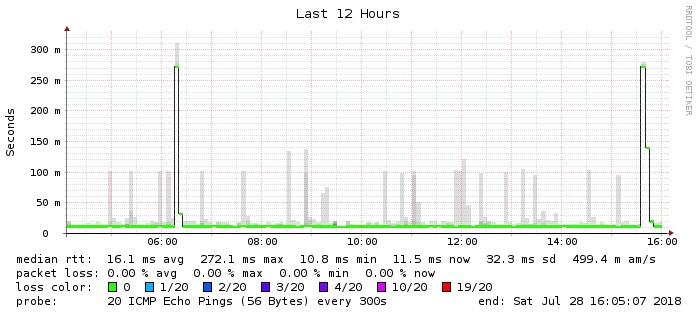 Last 12 Hours
RRDTOOL / TOBI OETIKER
Seconds
300 m
250 m
200 m
150 m
100 m
50 m
0
06:00 08:00 10:00 12:00 14:00 16:00
median rtt: 16.1 ms avg 272.1 ms max 10.8 ms min 11.5 ms now 32.3 ms sd 499.4 m am/s
packet loss: 0.00 % avg 0.00 % max 0.00 % min 0.00 % now
loss color: 0 1/20 2/20 3/20 4/20 10/20 19/20
probe: 20 ICMP Echo Pings (56 Bytes) every 300s end: Sat Jul 28 16:05:07 2018